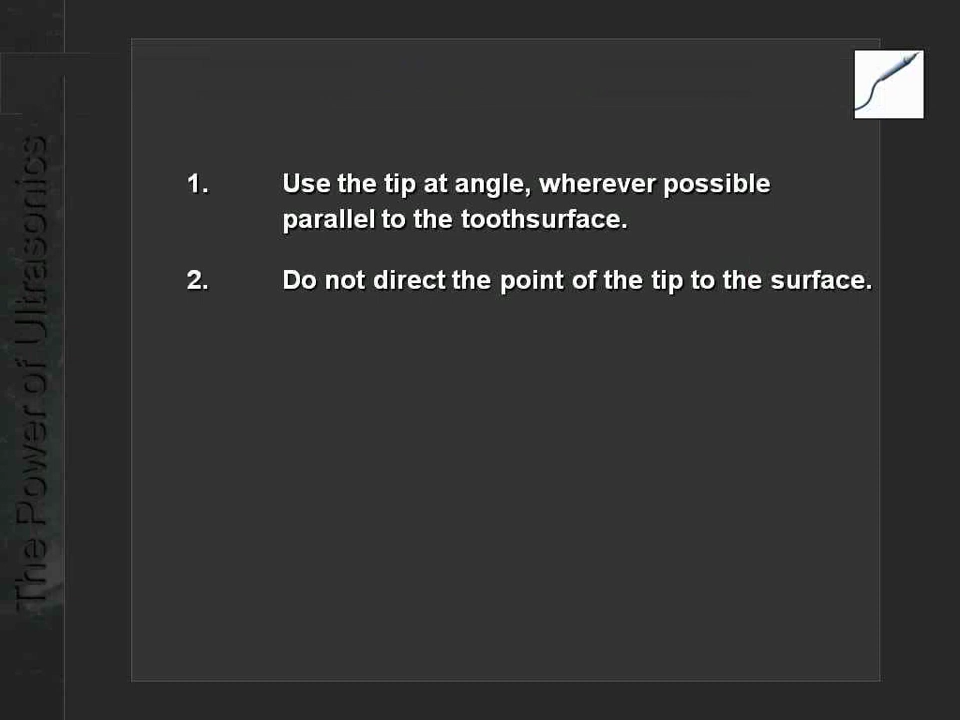 The Power of Ultrasonics
1. Use the tip at angle, wherever possible
parallel to the toothsurface.
2. Do not direct the point of the tip to the surface.